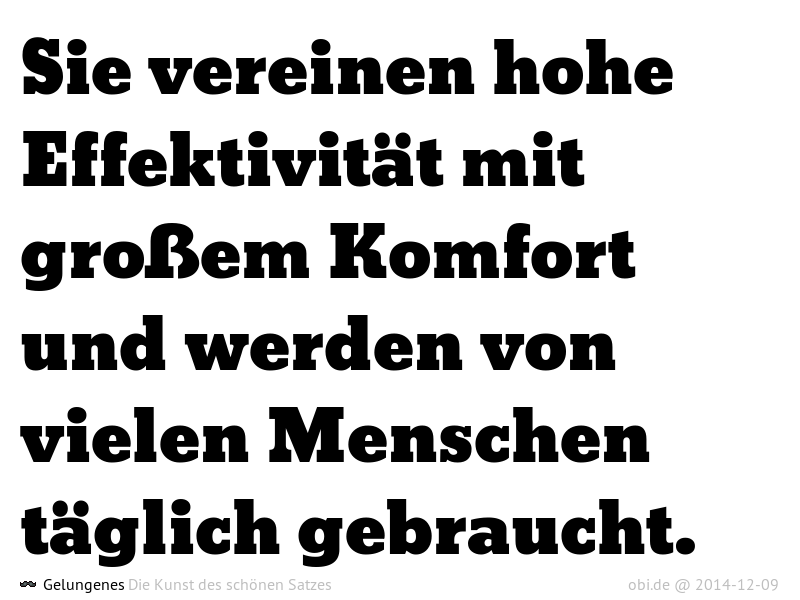 Sie vereinen hohe
Effektivität mit
großem Komfort
und werden von
vielen Menschen
täglich gebraucht.
Gelungenes Die Kunst des schönen Satzes
obi.de @ 2014-12-09